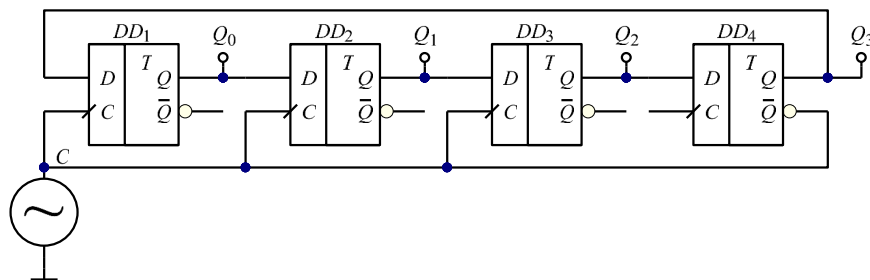 DD1 Q0 DD2 Q1 DD3 Q2 DD4 Q3
T T T T
D Q D Q D Q D Q
C Q̅ C Q̅ C Q̅ C Q̅
C
~